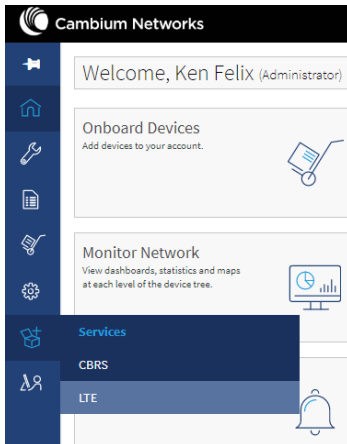 Cambium Networks
Welcome, Ken Felix (Administrator)
Onboard Devices
Add devices to your account.
Monitor Network
View dashboards, statistics and maps
at each level of the device tree.
Services
CBRS
LTE